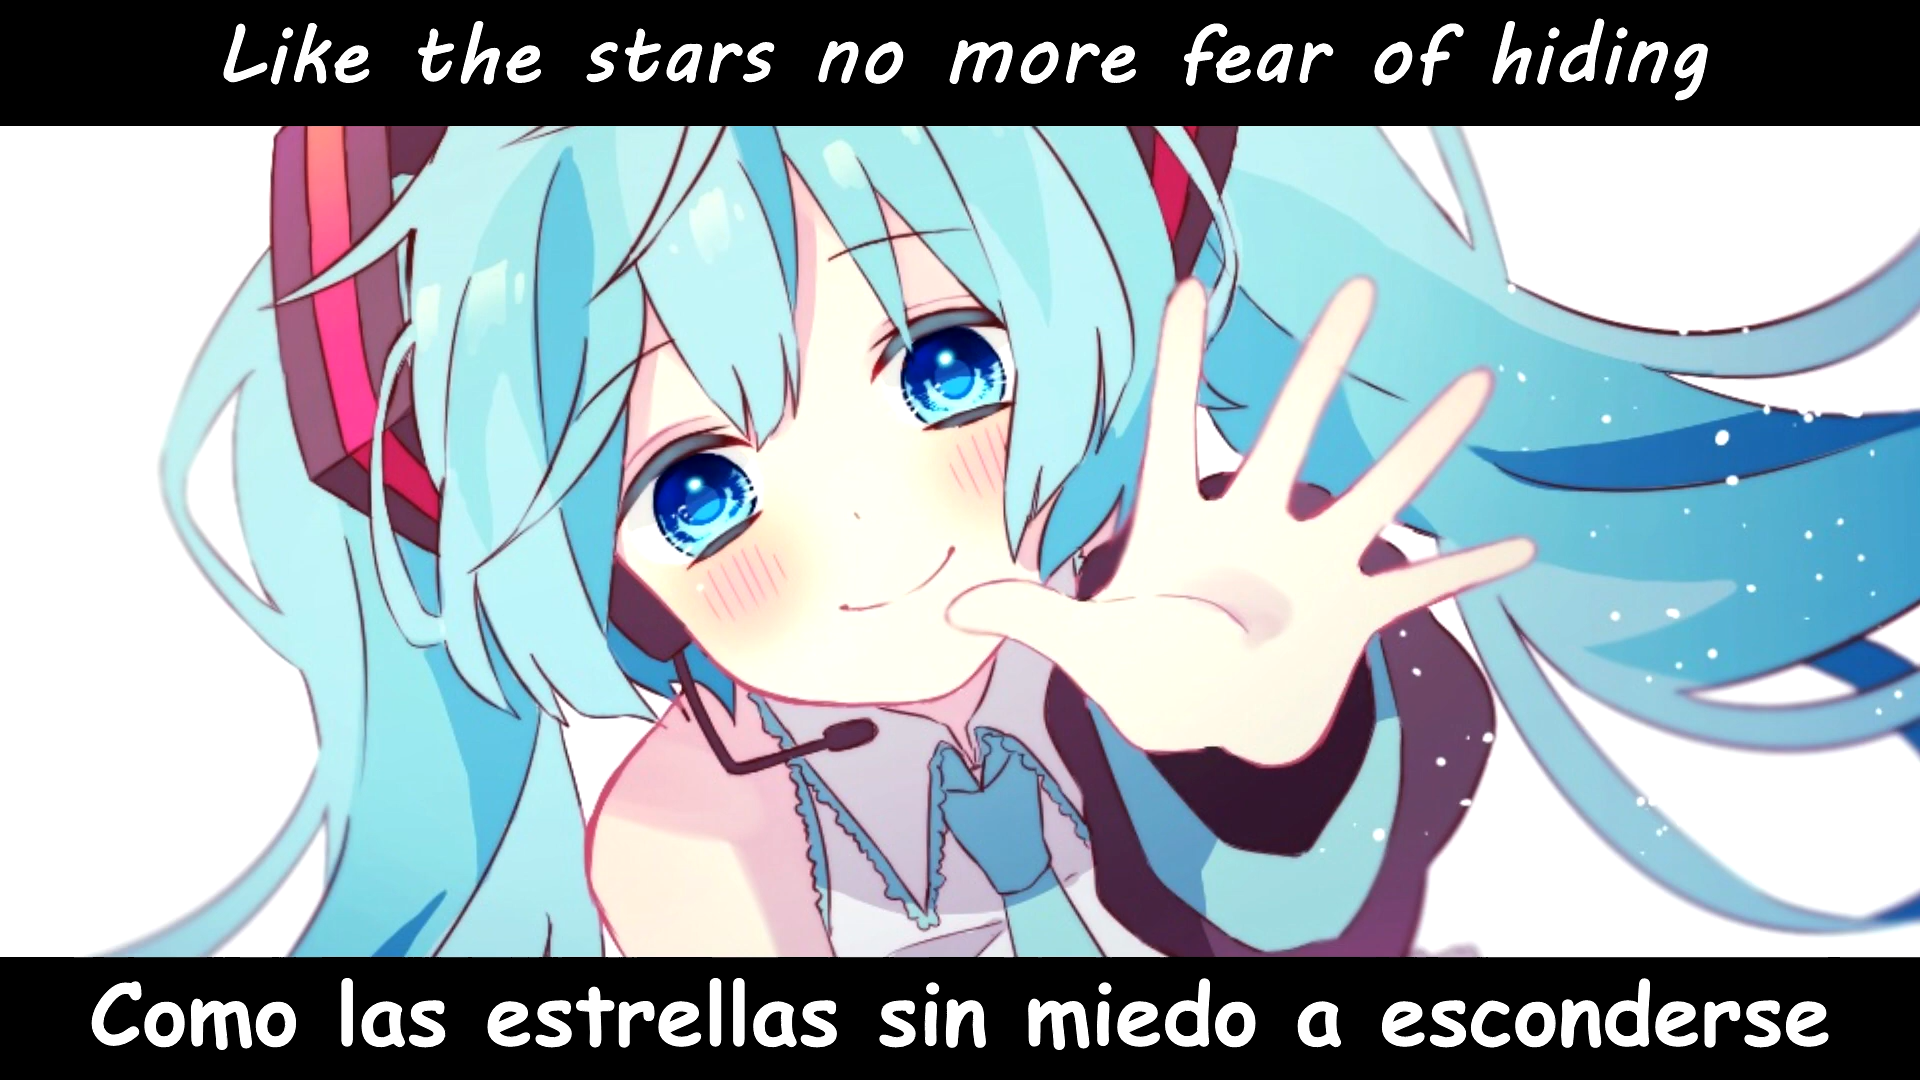 Like the stars no more fear of hiding
Como las estrellas sin miedo a esconderse